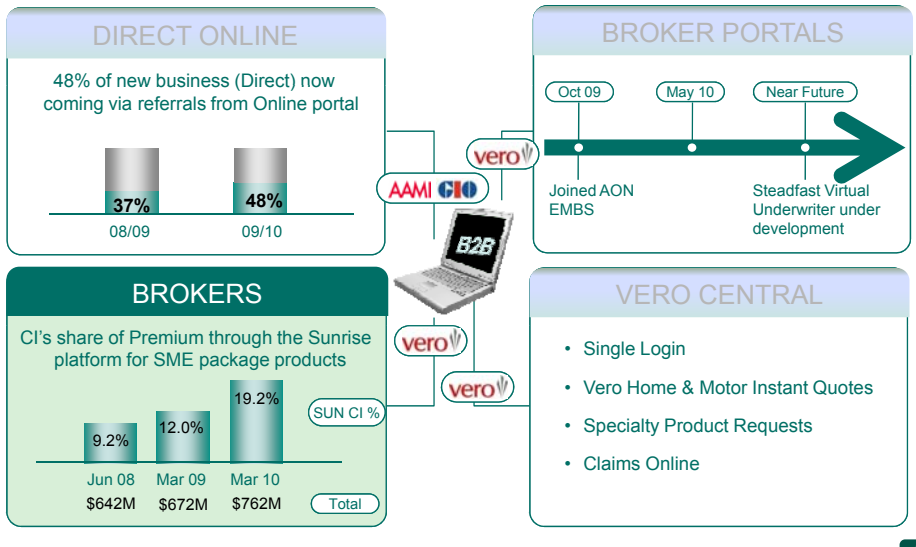 DIRECT ONLINE
48% of new business (Direct) now
coming via referrals from Online portal
37%
48%
08/09
09/10
BROKER PORTALS
Oct 09
May 10
Near Future
Joined AON
EMBS
Steadfast Virtual
Underwriter under
development
vero
AAMI GIO
B2B
vero
vero
BROKERS
CI's share of Premium through the Sunrise
platform for SME package products
9.2%
12.0%
19.2%
SUN CI %
Jun 08
Mar 09
Mar 10
$642M
$672M
$762M
Total
VERO CENTRAL
• Single Login
• Vero Home & Motor Instant Quotes
• Specialty Product Requests
• Claims Online